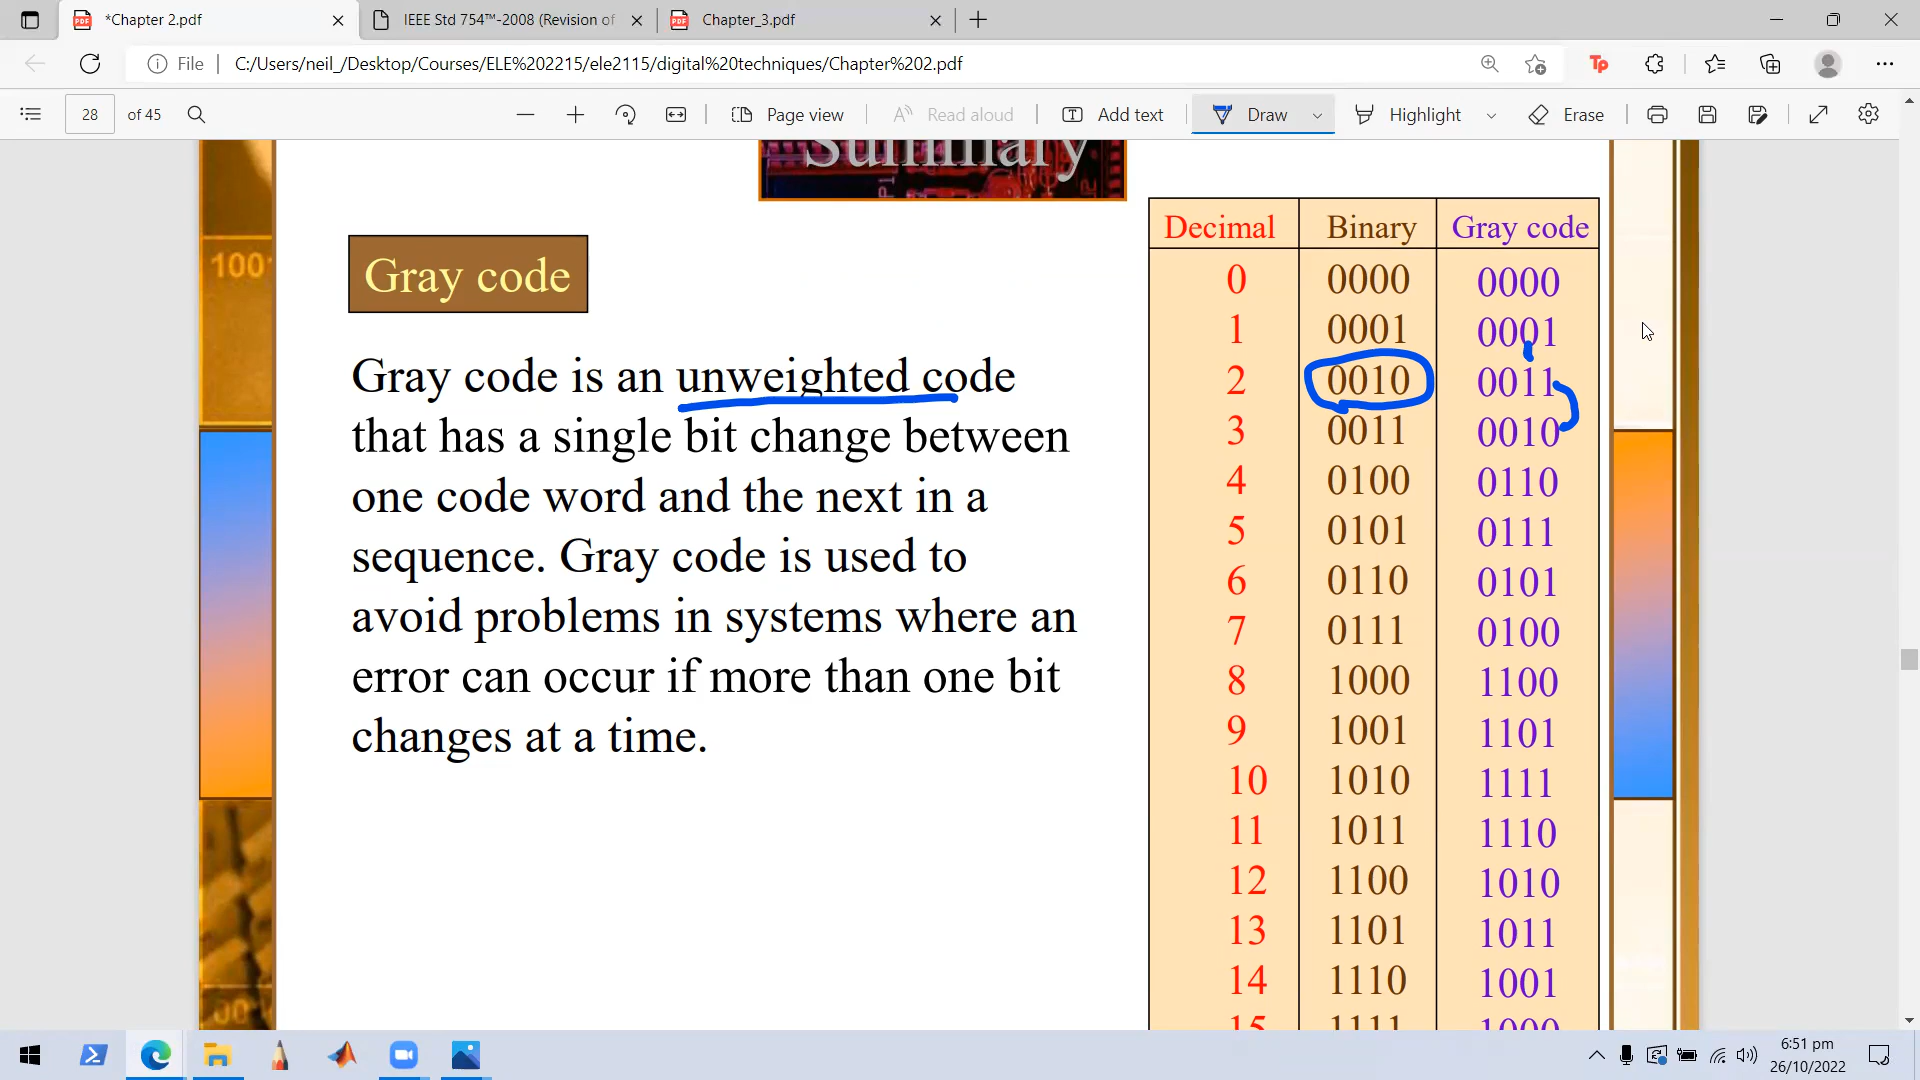 *Chapter 2.pdf
IEEE Std 754™-2008 (Revision of
Chapter_3.pdf
File
C:/Users/neil_/Desktop/Courses/ELE%202215/ele2115/digital%20techniques/Chapter%202.pdf
28 of 45
Page view
Read aloud
Add text
Draw
Highlight
Erase
Summary
Gray code
Gray code is an unweighted code
that has a single bit change between
one code word and the next in a
sequence. Gray code is used to
avoid problems in systems where an
error can occur if more than one bit
changes at a time.
Decimal Binary Gray code
0 0000 0000
1 0001 0001
2 0010 0011
3 0011 0010
4 0100 0110
5 0101 0111
6 0110 0101
7 0111 0100
8 1000 1100
9 1001 1101
10 1010 1111
11 1011 1110
12 1100 1010
13 1101 1011
14 1110 1001
15 1111 1000
6:51 pm
26/10/2022